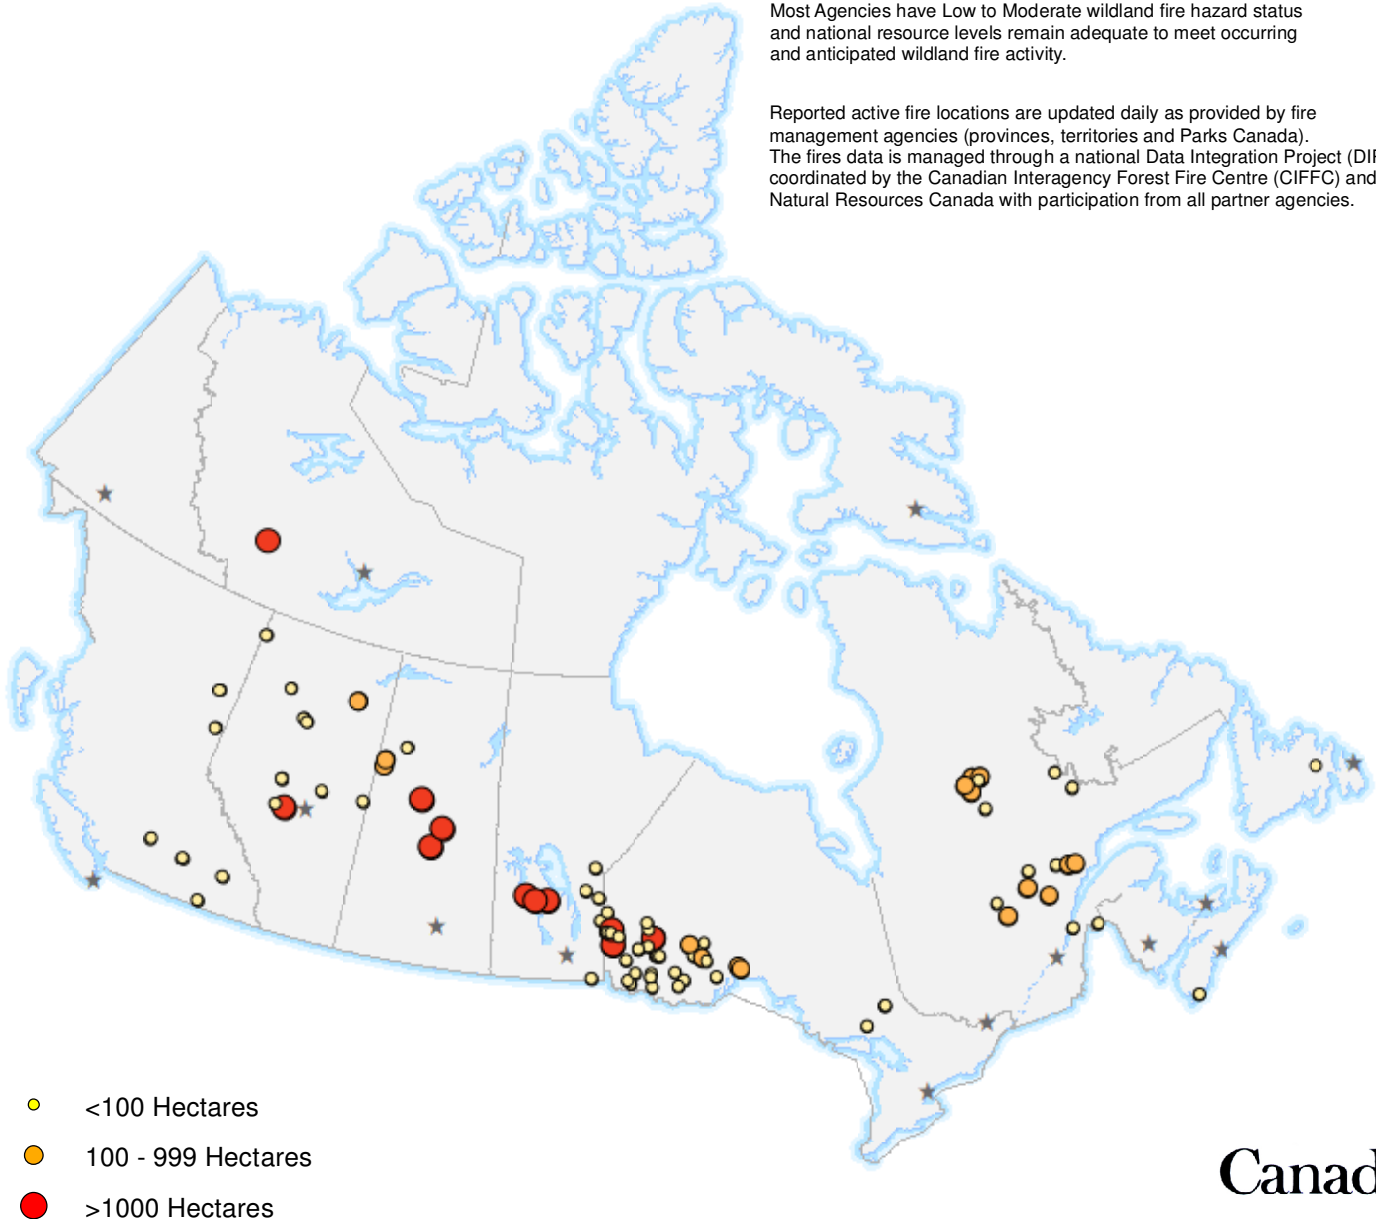 Most Agencies have Low to Moderate wildland fire hazard status
and national resource levels remain adequate to meet occurring
and anticipated wildland fire activity.
Reported active fire locations are updated daily as provided by fire
management agencies (provinces, territories and Parks Canada).
The fires data is managed through a national Data Integration Project (DIP
coordinated by the Canadian Interagency Forest Fire Centre (CIFFC) and
Natural Resources Canada with participation from all partner agencies.
<100 Hectares
100 - 999 Hectares
>1000 Hectares
Canad